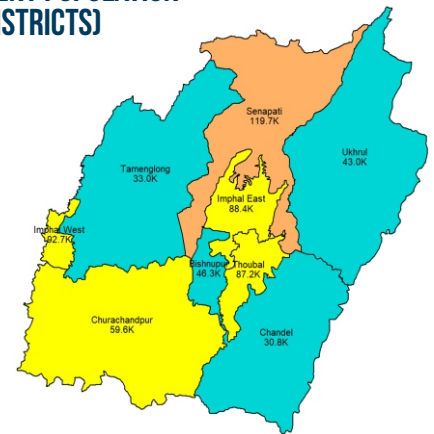 DISTRICTS)
Senapati
119.7K
Ukhrul
43.0K
Tamenglong
33.0K
Imphal East
88.4K
Imphal West
92.7K
Bishnupur
46.3K
Thoubal
87.2K
Churachandpur
59.6K
Chandel
30.8K